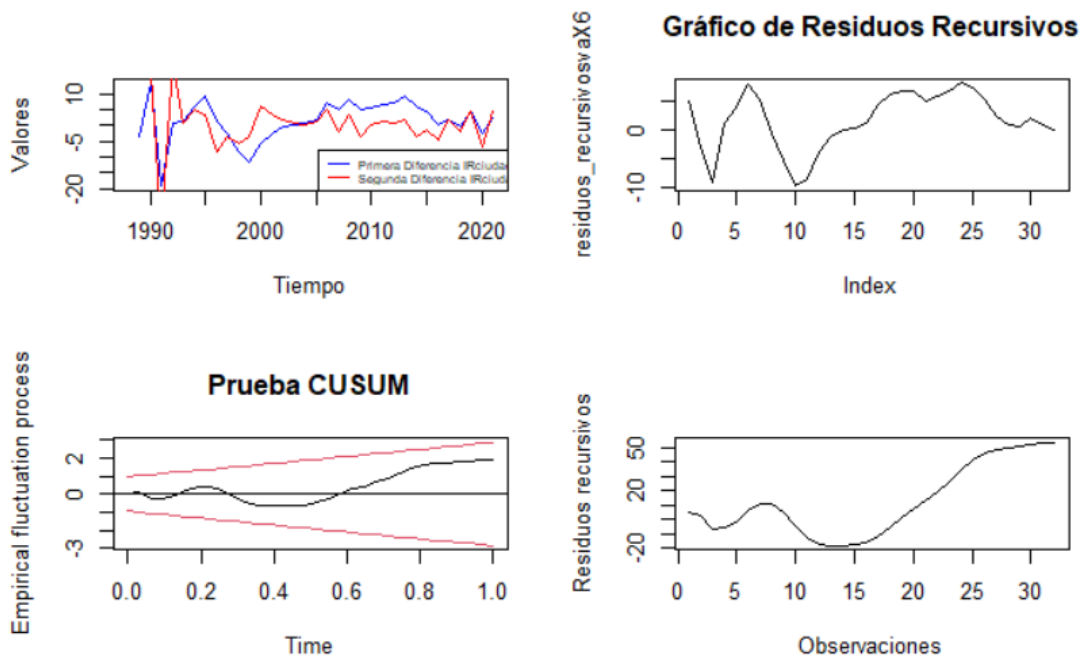 Valores
10
-5
-20
Primera Diferencia IRciuda
Segunda Diferencia IRciuda
1990
2000
2010
2020
Tiempo
Gráfico de Residuos Recursivos
residuos_recursivosvaX6
0
-10
0
5
10
15
20
25
30
Index
Prueba CUSUM
Empirical fluctuation process
2
0
-3
0.0
0.2
0.4
0.6
0.8
1.0
Time
Residuos recursivos
50
20
-20
0
5
10
15
20
25
30
Observaciones